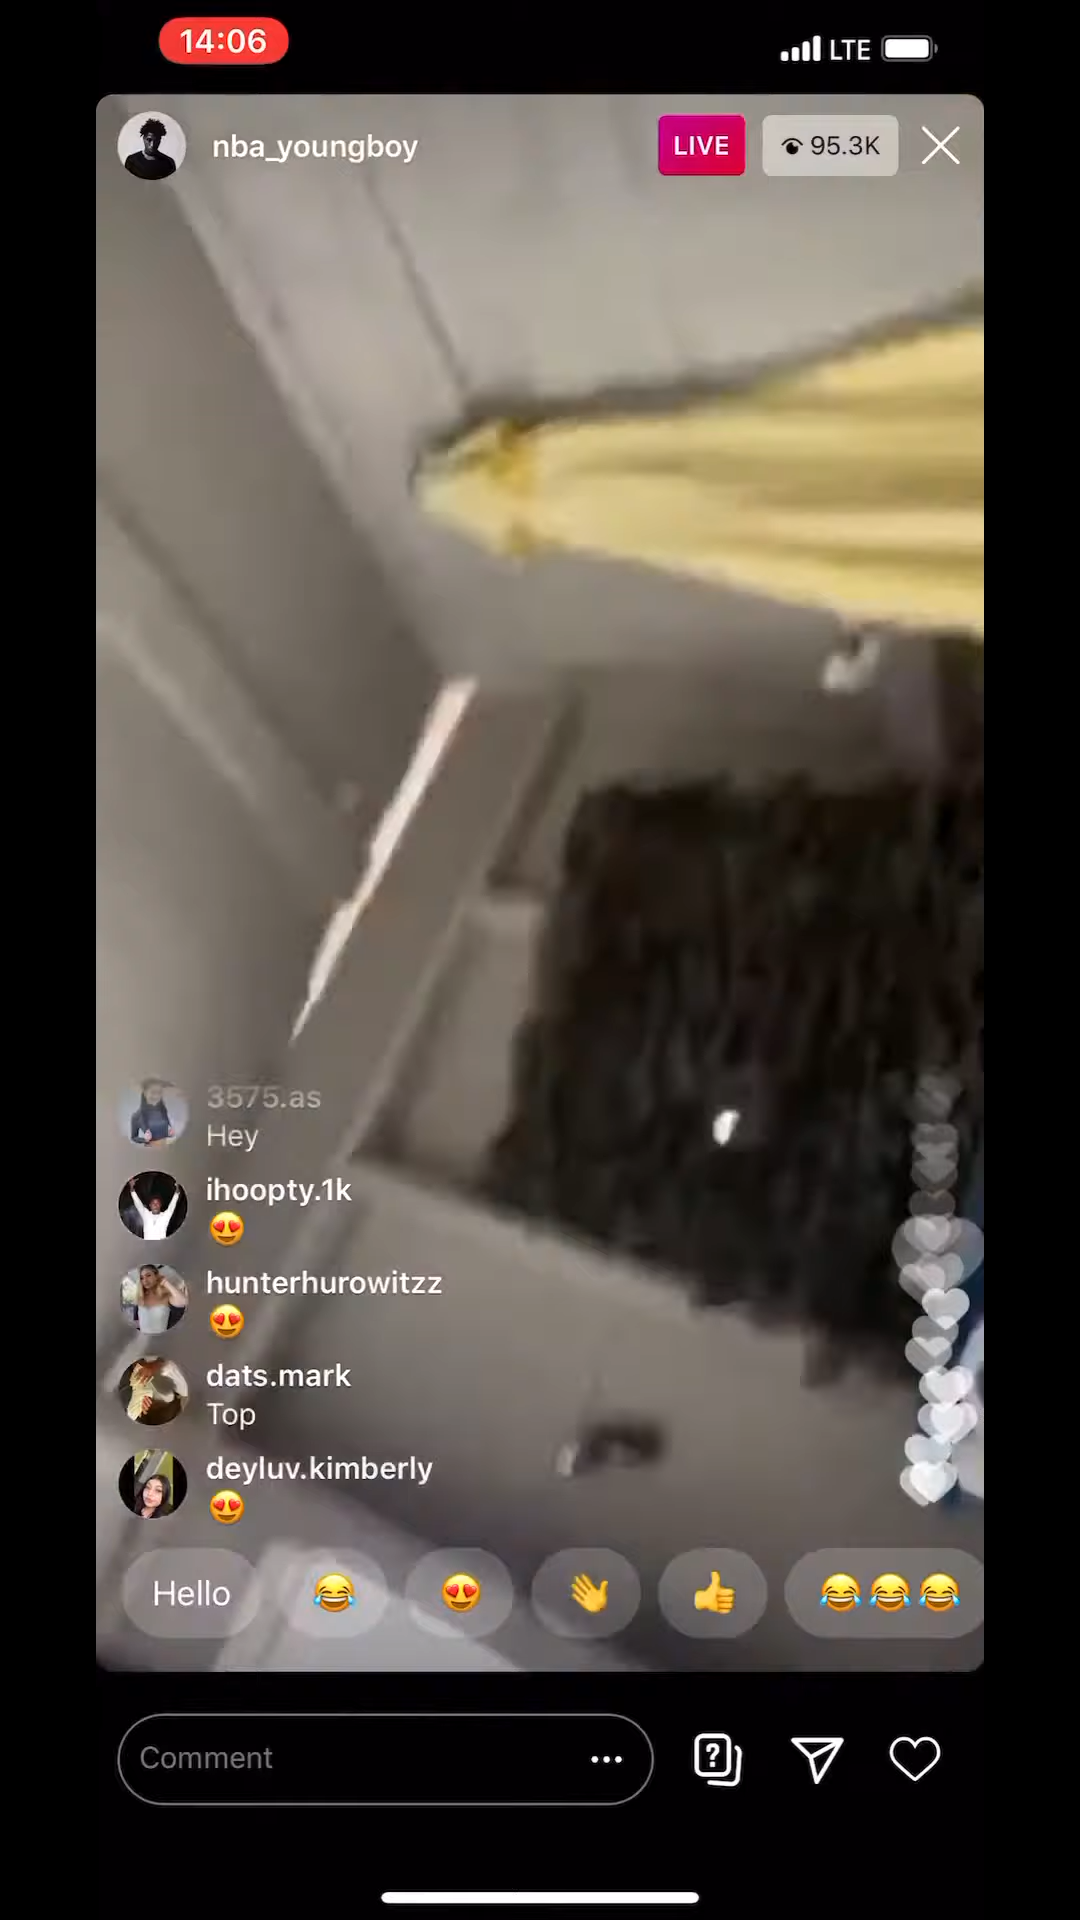 14:06
LTE
nba_youngboy
LIVE
95.3K
3575.as
Hey
ihoopty.1k
😍
hunterhurowitzz
😍
dats.mark
Top
deyluv.kimberly
😍
Hello 😂 😍 👋 👍 😂😂😂
Comment